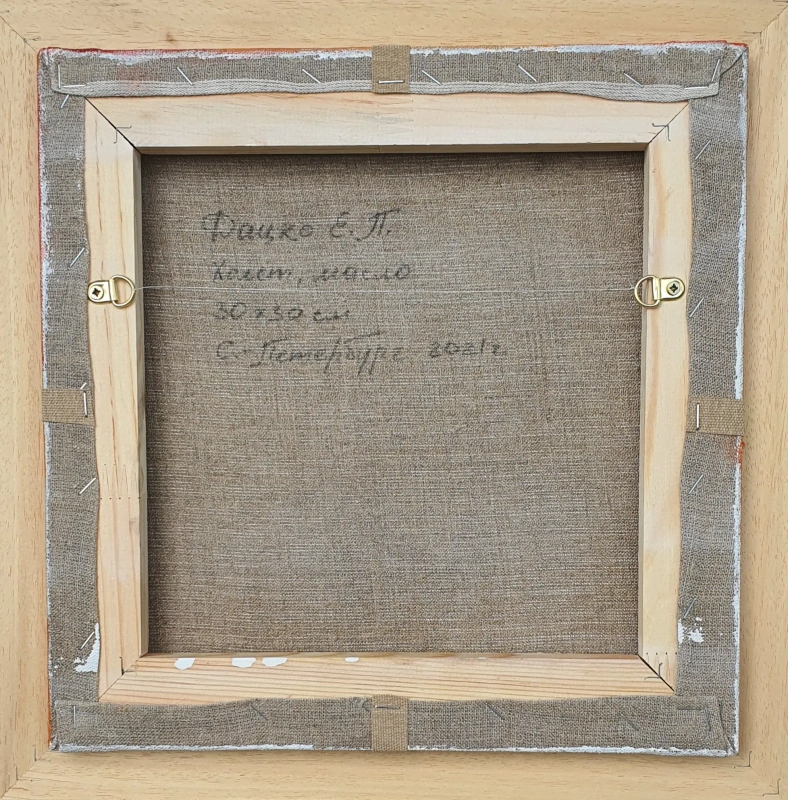 Фацко Е.П.
Холст, масло
30х30 см
С-Петербург 2021г